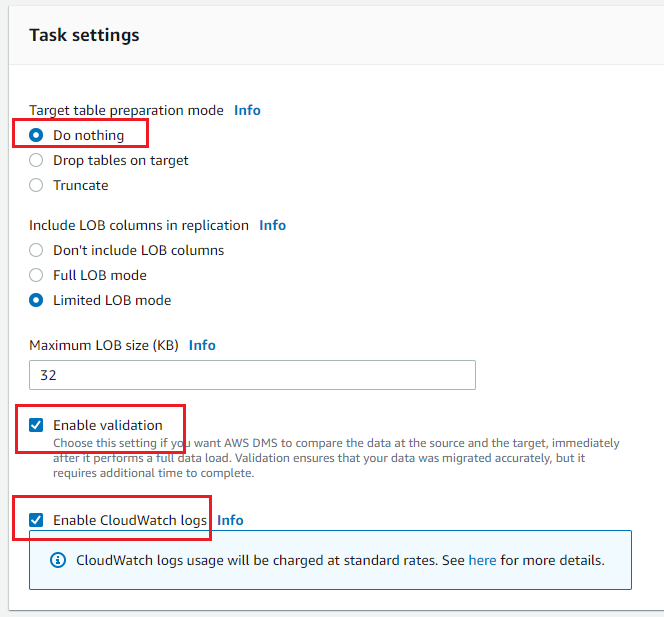 Task settings
Target table preparation mode Info
Do nothing
Drop tables on target
Truncate
Include LOB columns in replication Info
Don't include LOB columns
Full LOB mode
Limited LOB mode
Maximum LOB size (KB) Info
32
Enable validation
Choose this setting if you want AWS DMS to compare the data at the source and the target, immediately
after it performs a full data load. Validation ensures that your data was migrated accurately, but it
requires additional time to complete.
Enable CloudWatch logs Info
CloudWatch logs usage will be charged at standard rates. See here for more details.